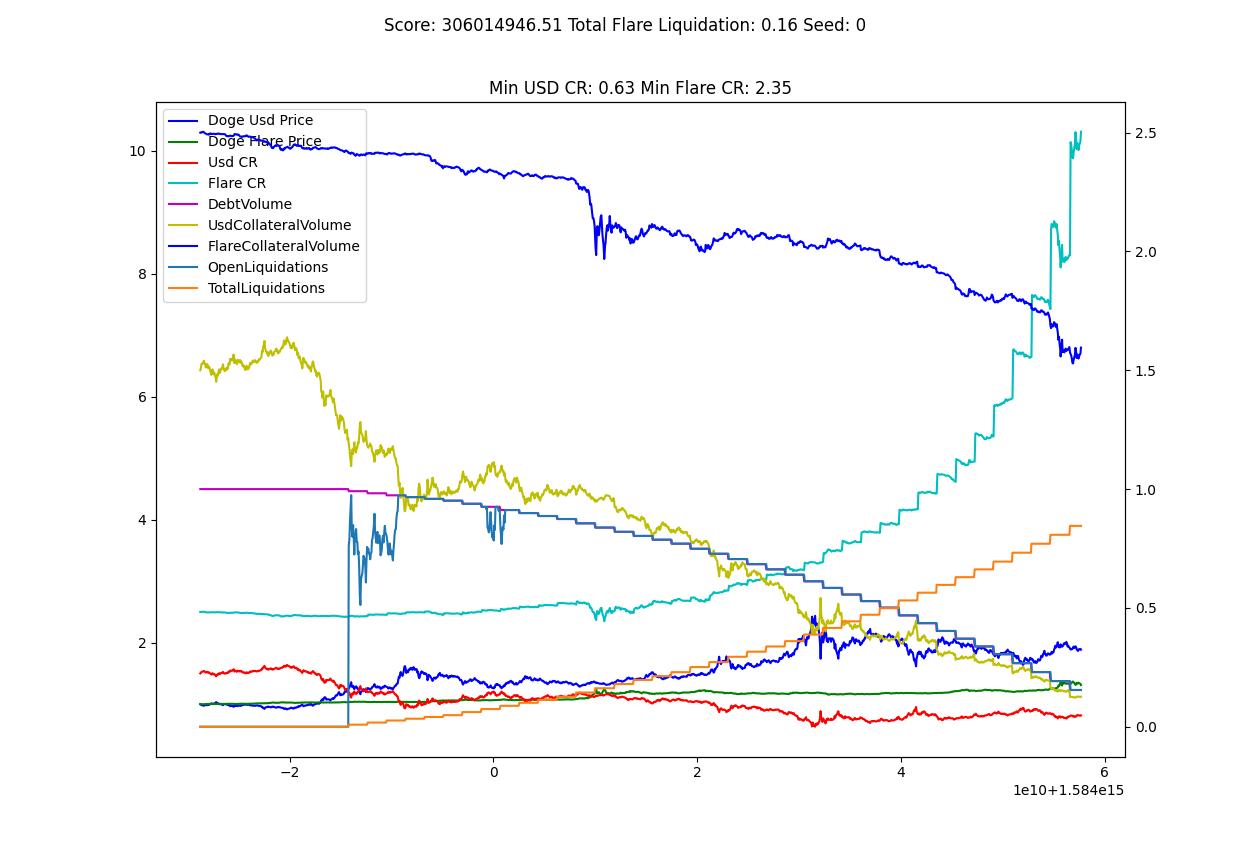 Score: 306014946.51 Total Flare Liquidation: 0.16 Seed: 0
Min USD CR: 0.63 Min Flare CR: 2.35
Doge Usd Price
Doge Flare Price
Usd CR
Flare CR
DebtVolume
UsdCollateralVolume
FlareCollateralVolume
OpenLiquidations
TotalLiquidations
10
8
6
4
2
2.5
2.0
1.5
1.0
0.5
0.0
−2 0 2 4 6
1e10+1.584e15